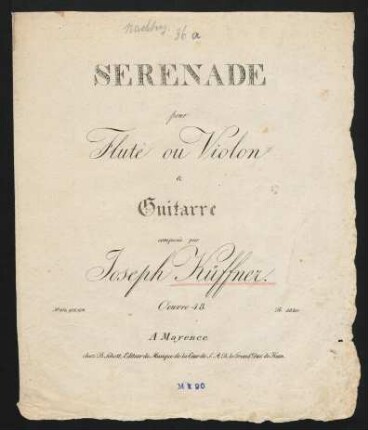 36 a
SERENADE
pour
Flute ou Violon
&
Guitarre
composée par
Joseph Küffner.
Oeuvre 48.
A Mayence
chez B. Schott, Editeur de Musique de la Cour de S. A. R. le Grand Duc de Hesse.
M § 90